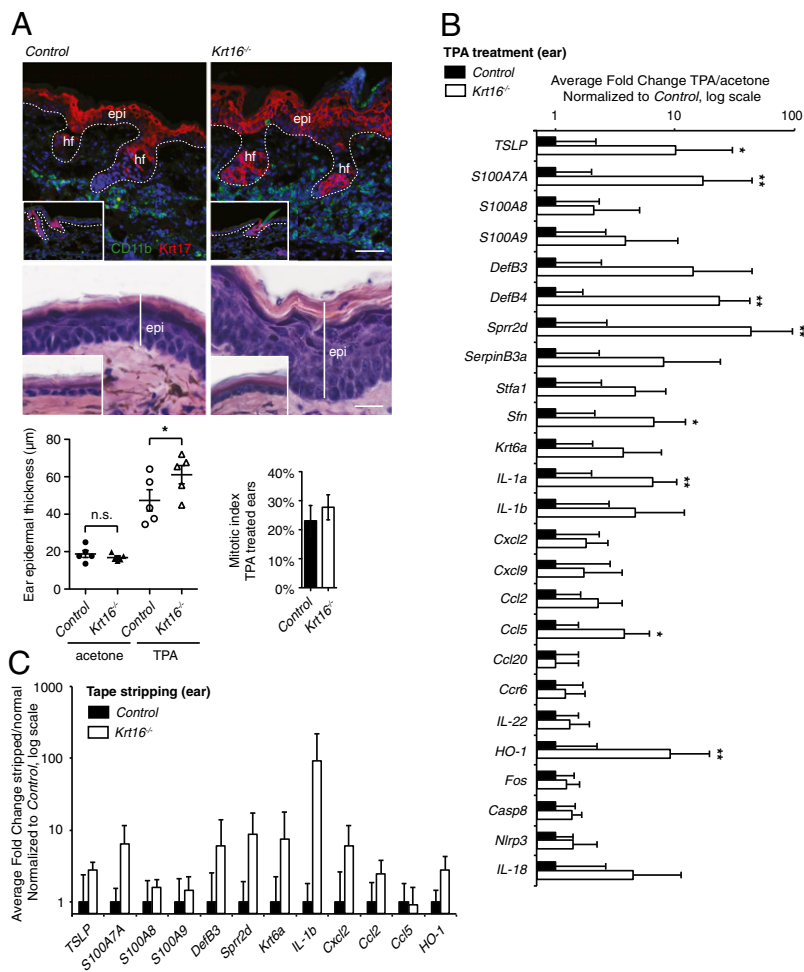 A
Control
Krt16-/-
epi
hf
hf
CD11b Krt17
epi
hf
hf
epi
epi
Ear epidermal thickness (μm)
80
60
40
20
0
n.s.
*
Control
Krt16-/-
Control
Krt16-/-
acetone
TPA
Mitotic index
TPA treated ears
40%
30%
20%
10%
0%
Control
Krt16-/-
B
TPA treatment (ear)
Control
Krt16-/-
Average Fold Change TPA/acetone
Normalized to Control, log scale
1 10 100
TSLP *
S100A7A **
S100A8
S100A9
DefB3
DefB4 **
Sprr2d **
SerpinB3a
Stfa1
Sfn *
Krt6a
IL-1a **
IL-1b
Cxcl2
Cxcl9
Ccl2
Ccl5 *
Ccl20
Ccr6
IL-22
HO-1 **
Fos
Casp8
Nlrp3
IL-18
C
Tape stripping (ear)
Control
Krt16-/-
Average Fold Change stripped/normal
Normalized to Control, log scale
1000
100
10
1
TSLP
S100A7A
S100A8
S100A9
DefB3
Sprr2d
Krt6a
IL-1b
Cxcl2
Ccl2
Ccl5
HO-1